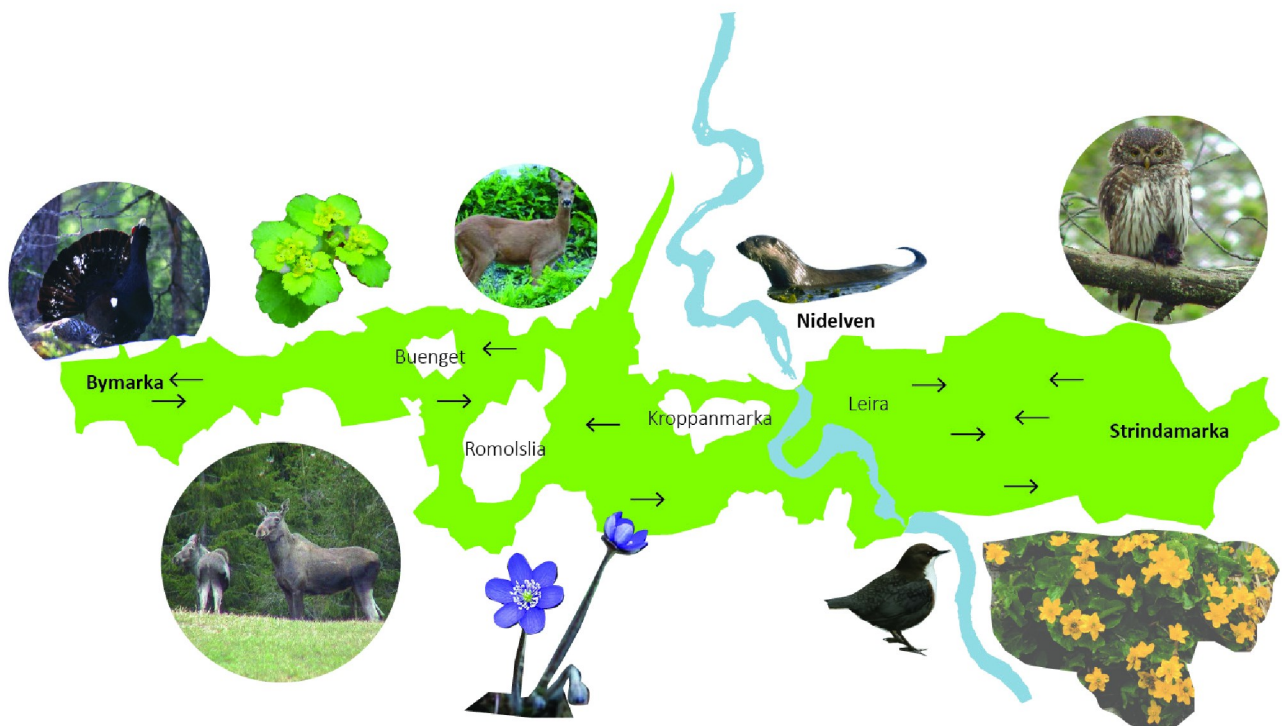 Nidelven
Buenget
Bymarka
Kroppanmarka
Leira
Romolslia
Strindamarka